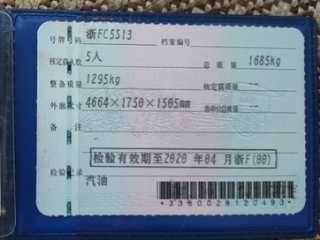 号牌号码 浙FC5513 档案编号
核定载人数 5人 总质量 1685kg
整备质量 1295kg 核定载质量 --
外廓尺寸 4664×1750×1505mm 准牵引总质量 --
备注
检验有效期至2020 年04 月浙F(00)
检验记录
汽油
*3360028120493*